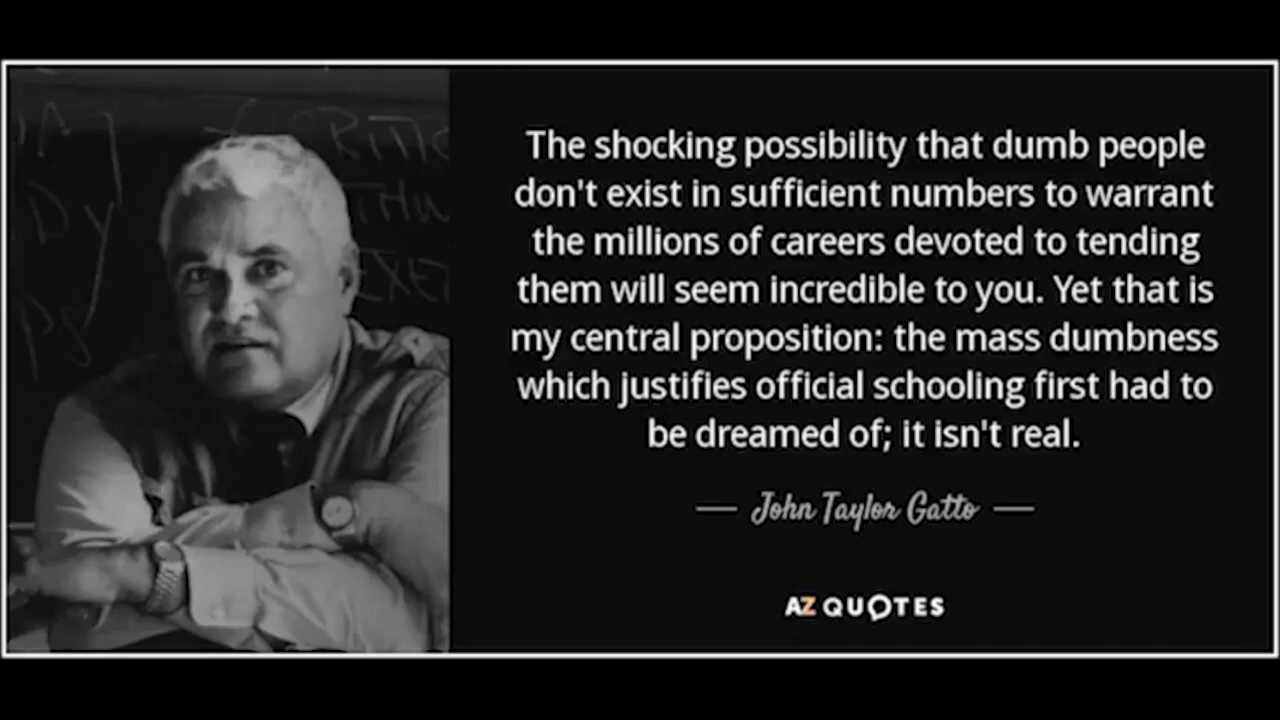 The shocking possibility that dumb people
don't exist in sufficient numbers to warrant
the millions of careers devoted to tending
them will seem incredible to you. Yet that is
my central proposition: the mass dumbness
which justifies official schooling first had to
be dreamed of; it isn't real.
— John Taylor Gatto —
AZ QUOTES